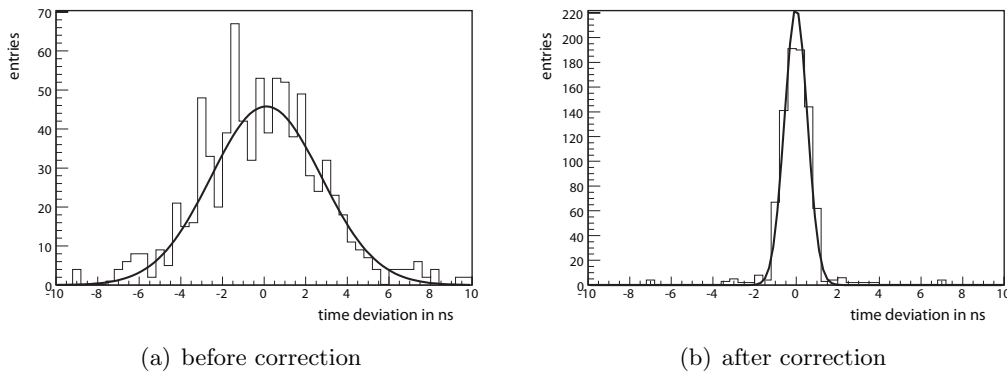 entries
70
60
50
40
30
20
10
0
-10 -8 -6 -4 -2 0 2 4 6 8 10
time deviation in ns
(a) before correction
entries
220
200
180
160
140
120
100
80
60
40
20
0
-10 -8 -6 -4 -2 0 2 4 6 8 10
time deviation in ns
(b) after correction